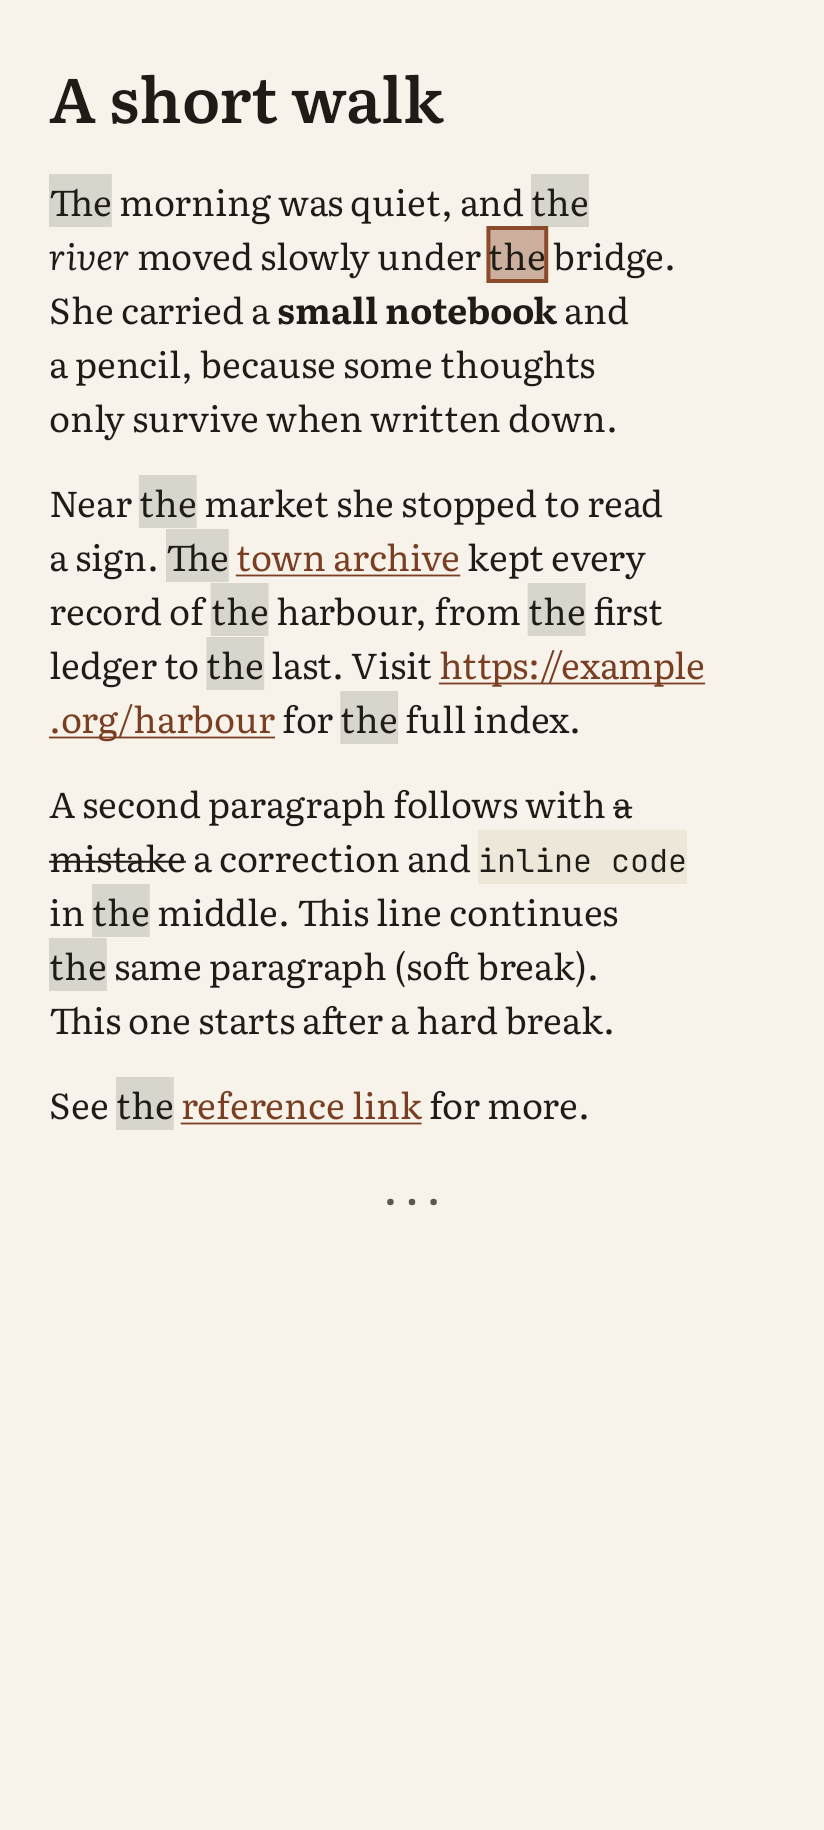 A short walk
The morning was quiet, and the
river moved slowly under the bridge.
She carried a small notebook and
a pencil, because some thoughts
only survive when written down.
Near the market she stopped to read
a sign. The town archive kept every
record of the harbour, from the first
ledger to the last. Visit https://example
.org/harbour for the full index.
A second paragraph follows with a
mistake a correction and inline code
in the middle. This line continues
the same paragraph (soft break).
This one starts after a hard break.
See the reference link for more.
• • •